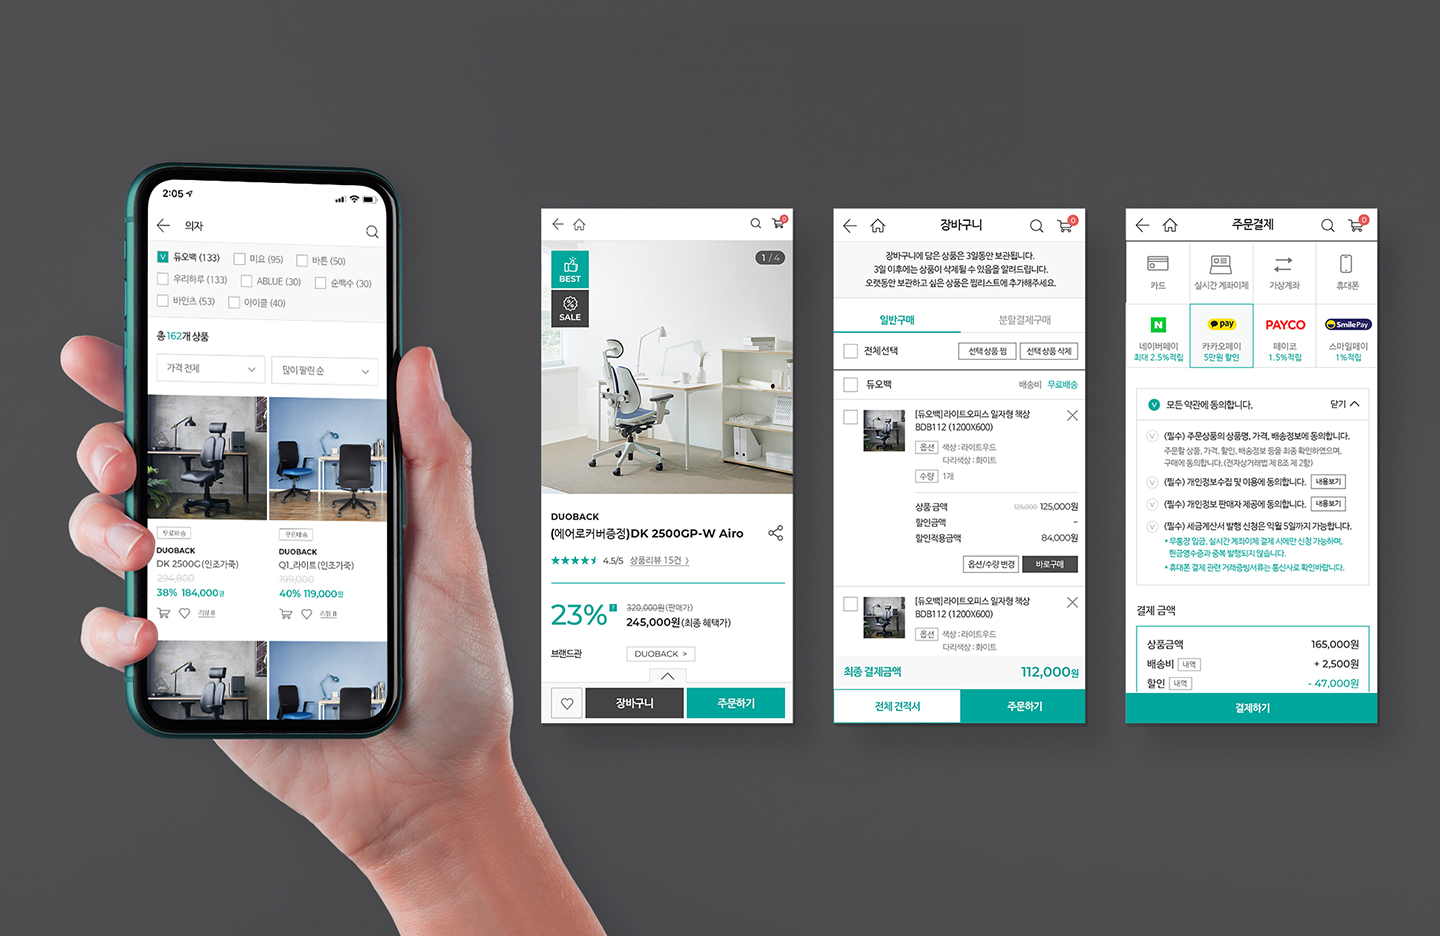 2:05
의자
듀오백 (133)
미요 (95)
바튼 (50)
우리하루 (133)
ABLUE (30)
순백수 (30)
바인츠 (53)
아이클 (40)
총 162개 상품
가격 전체
많이 팔린 순
무료배송
DUOBACK
DK 2500G(인조가죽)
294,800
38% 184,000원
리뷰 8
무료배송
DUOBACK
Q1_라이트(인조가죽)
199,000
40% 119,000원
리뷰 8
0
BEST
SALE
1 / 4
DUOBACK
(에어로커버증정)DK 2500GP-W Airo
4.5/5 상품리뷰 15건 >
23% ?
320,000원(판매가)
245,000원(최종 혜택가)
브랜드관
DUOBACK >
장바구니
주문하기
장바구니
0
장바구니에 담은 상품은 3일동안 보관됩니다.
3일 이후에는 상품이 삭제될 수 있음을 알려드립니다.
오랫동안 보관하고 싶은 상품은 찜리스트에 추가해주세요.
일반구매
분할결제구매
전체선택
선택 상품 찜
선택 상품 삭제
듀오백
배송비 무료배송
[듀오백]라이트오피스 일자형 책상
BDB112 (1200X600)
옵션 색상 : 라이트우드
다리색상 : 화이트
수량 1개
상품 금액 125,000 125,000원
할인금액 -
할인적용금액 84,000원
옵션/수량 변경
바로구매
[듀오백]라이트오피스 일자형 책상
BDB112 (1200X600)
옵션 색상 : 라이트우드
다리색상 : 화이트
최종 결제금액 112,000원
전체 견적서
주문하기
주문결제
0
카드
실시간 계좌이체
가상계좌
휴대폰
N
네이버페이
최대 2.5%적립
pay
카카오페이
5만원 할인
PAYCO
페이코
1.5%적립
SmilePay
스마일페이
1%적립
V 모든 약관에 동의합니다.
닫기
V (필수) 주문상품의 상품명, 가격, 배송정보에 동의합니다.
주문할 상품, 가격, 할인, 배송정보 등을 최종 확인하였으며,
구매에 동의합니다. (전자상거래법 제 8조 제 2항)
V (필수) 개인정보수집 및 이용에 동의합니다. 내용보기
V (필수) 개인정보 판매자 제공에 동의합니다. 내용보기
V (필수) 세금계산서 발행 신청은 익월 5일까지 가능합니다.
* 무통장 입금, 실시간 계좌이체 결제 시에만 신청 가능하며,
현금영수증과 중복 발행되지 않습니다.
* 휴대폰 결제 관련 거래증빙서류는 통신사로 확인바랍니다.
결제 금액
상품금액 165,000원
배송비 내역 + 2,500원
할인 내역 - 47,000원
결제하기